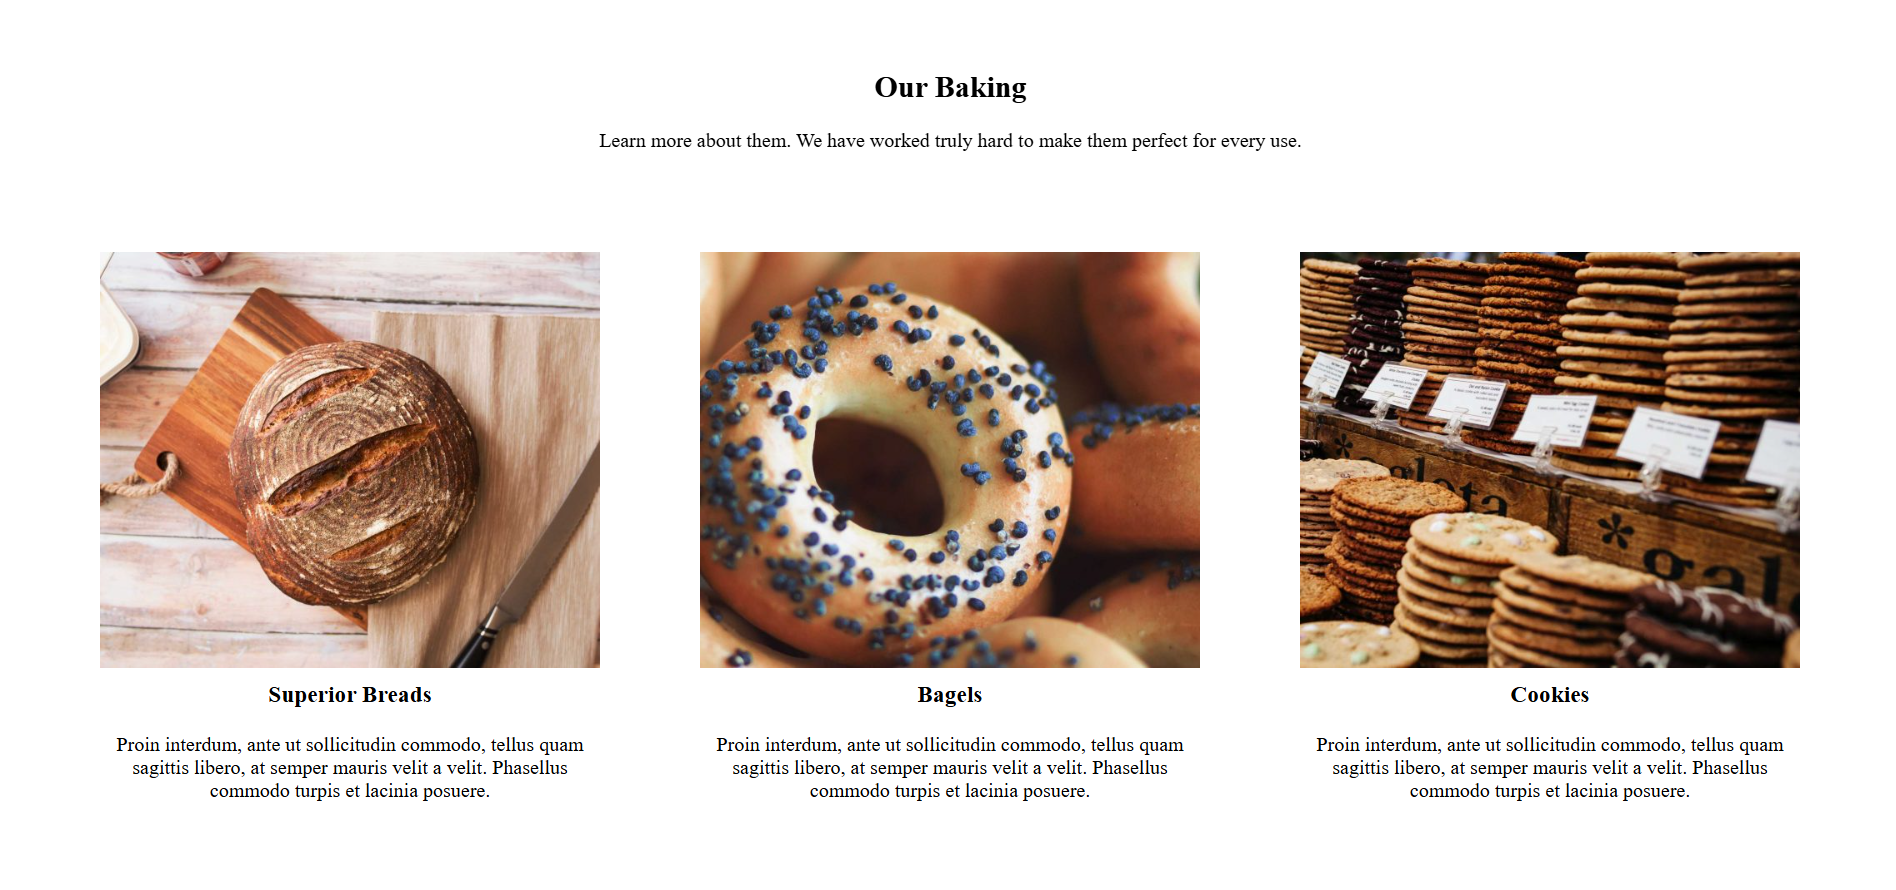 Our Baking
Learn more about them. We have worked truly hard to make them perfect for every use.
*galeta
*gal
Superior Breads
Bagels
Cookies
Proin interdum, ante ut sollicitudin commodo, tellus quam
sagittis libero, at semper mauris velit a velit. Phasellus
commodo turpis et lacinia posuere.
Proin interdum, ante ut sollicitudin commodo, tellus quam
sagittis libero, at semper mauris velit a velit. Phasellus
commodo turpis et lacinia posuere.
Proin interdum, ante ut sollicitudin commodo, tellus quam
sagittis libero, at semper mauris velit a velit. Phasellus
commodo turpis et lacinia posuere.